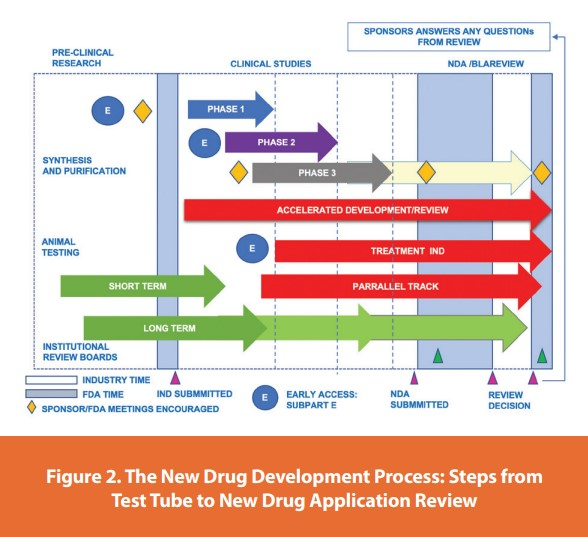 SPONSORS ANSWERS ANY QUESTIONs
FROM REVIEW
PRE-CLINICAL
RESEARCH
CLINICAL STUDIES
NDA /BLAREVIEW
E
PHASE 1
E
PHASE 2
SYNTHESIS
AND PURIFICATION
PHASE 3
ACCELERATED DEVELOPMENT/REVIEW
ANIMAL
TESTING
E
TREATMENT IND
SHORT TERM
PARRALLEL TRACK
LONG TERM
INSTITUTIONAL
REVIEW BOARDS
INDUSTRY TIME
FDA TIME
SPONSOR/FDA MEETINGS ENCOURAGED
IND SUBMMITTED
E
EARLY ACCESS:
SUBPART E
NDA
SUBMMITTED
REVIEW
DECISION
Figure 2. The New Drug Development Process: Steps from
Test Tube to New Drug Application Review